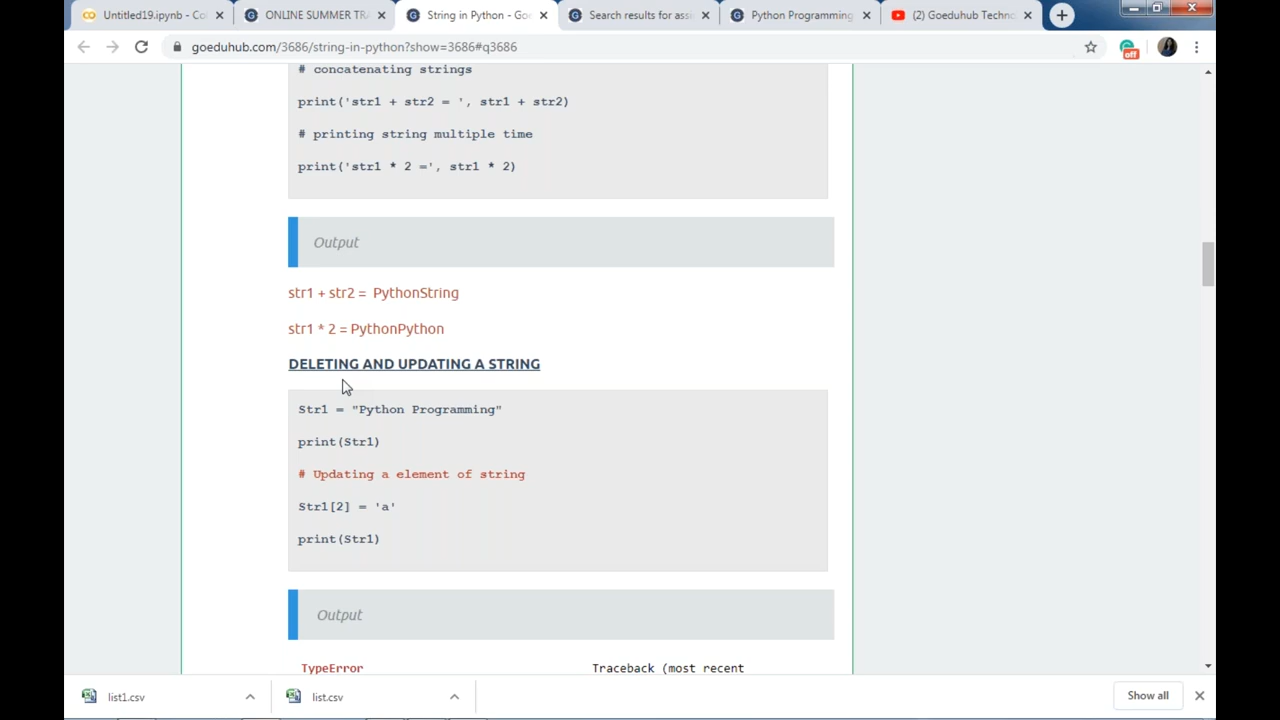 Untitled19.ipynb - Co
ONLINE SUMMER TRA
String in Python - Goe
Search results for assi
Python Programming
(2) Goeduhub Techno
goeduhub.com/3686/string-in-python?show=3686#q3686
off
# concatenating strings
print('str1 + str2 = ', str1 + str2)
# printing string multiple time
print('str1 * 2 =', str1 * 2)
Output
str1 + str2 = PythonString
str1 * 2 = PythonPython
DELETING AND UPDATING A STRING
Str1 = "Python Programming"
print(Str1)
# Updating a element of string
Str1[2] = 'a'
print(Str1)
Output
TypeError Traceback (most recent
list1.csv
list.csv
Show all